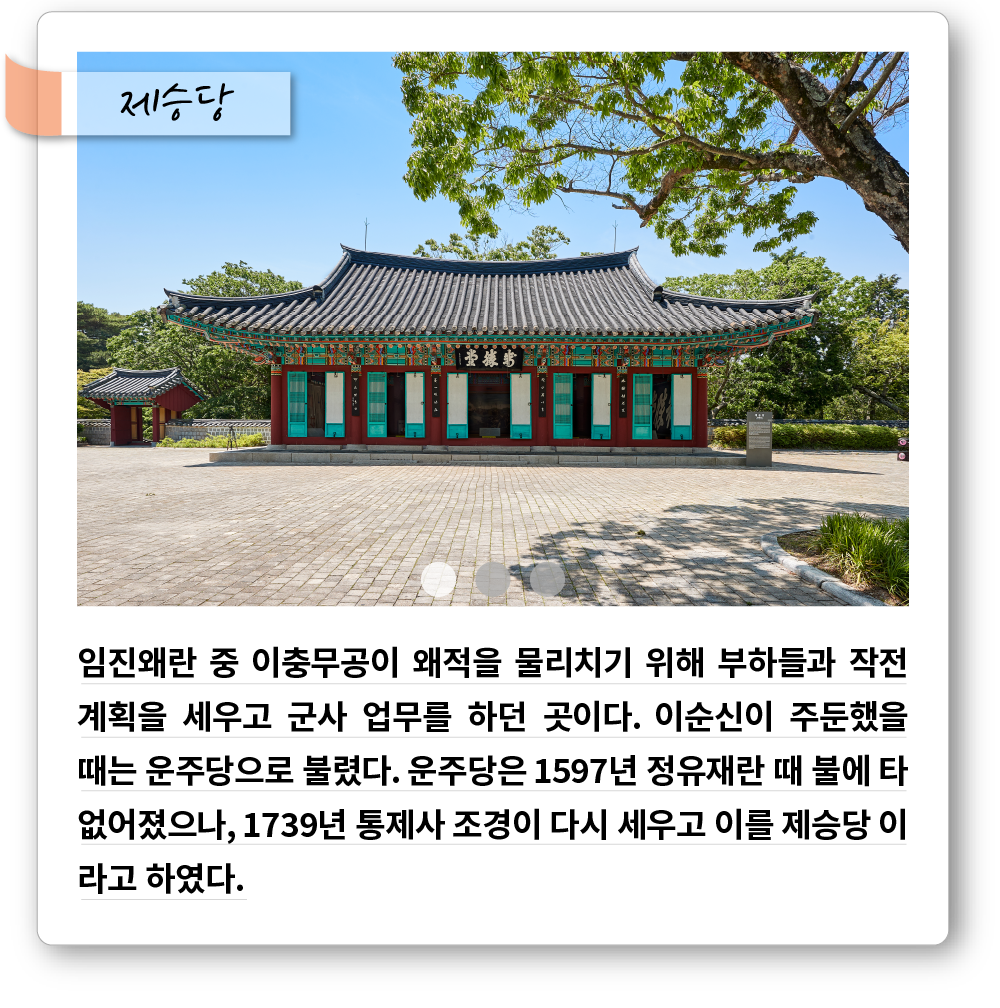 제승당
임진왜란 중 이충무공이 왜적을 물리치기 위해 부하들과 작전
계획을 세우고 군사 업무를 하던 곳이다. 이순신이 주둔했을
때는 운주당으로 불렸다. 운주당은 1597년 정유재란 때 불에 타
없어졌으나, 1739년 통제사 조경이 다시 세우고 이를 제승당 이
라고 하였다.